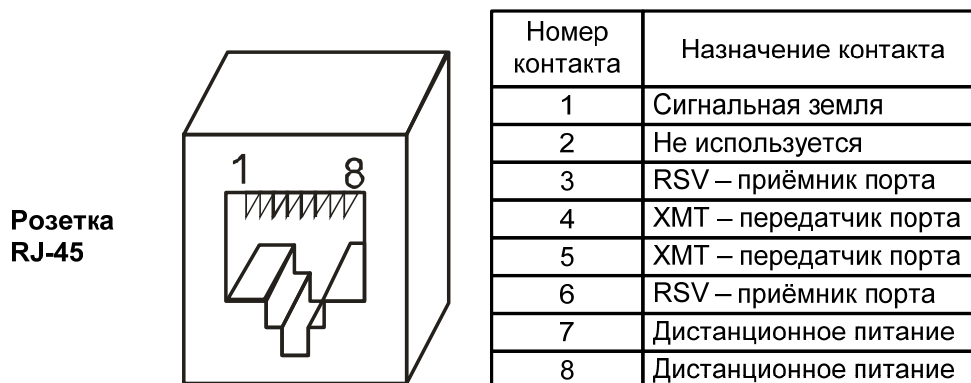 Розетка
RJ-45
1 8
Номер контакта Назначение контакта
1 Сигнальная земля
2 Не используется
3 RSV – приёмник порта
4 XMT – передатчик порта
5 XMT – передатчик порта
6 RSV – приёмник порта
7 Дистанционное питание
8 Дистанционное питание